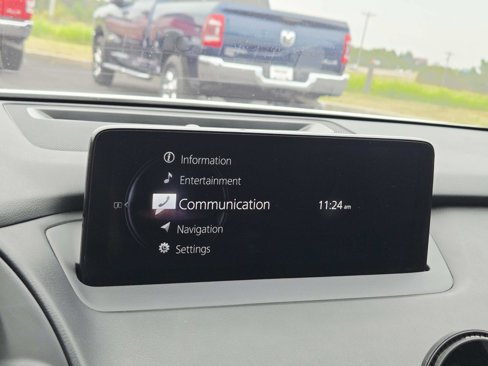 Information
Entertainment
Communication
11:24 am
Navigation
Settings